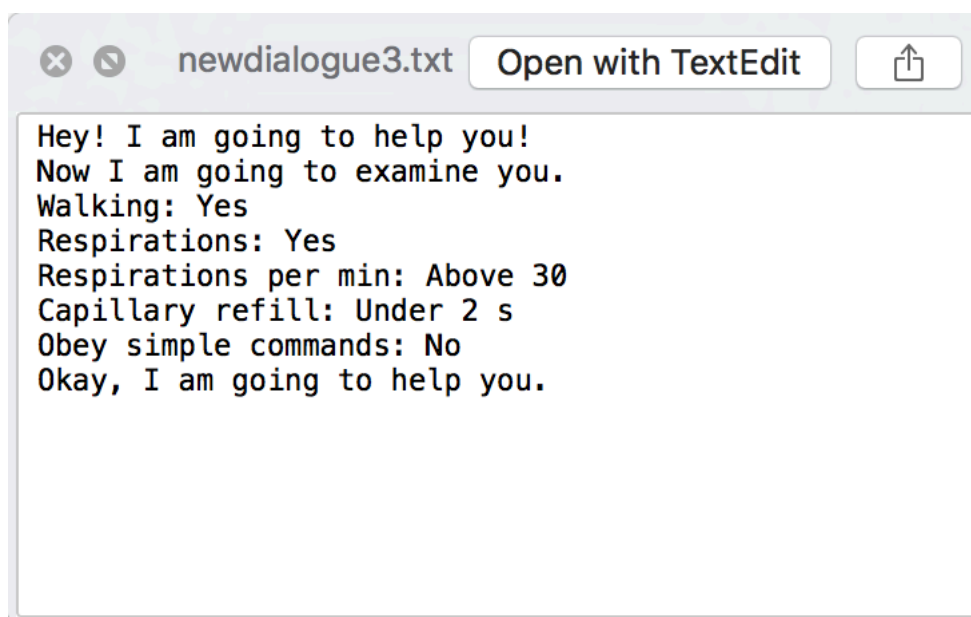 newdialogue3.txt Open with TextEdit
Hey! I am going to help you!
Now I am going to examine you.
Walking: Yes
Respirations: Yes
Respirations per min: Above 30
Capillary refill: Under 2 s
Obey simple commands: No
Okay, I am going to help you.